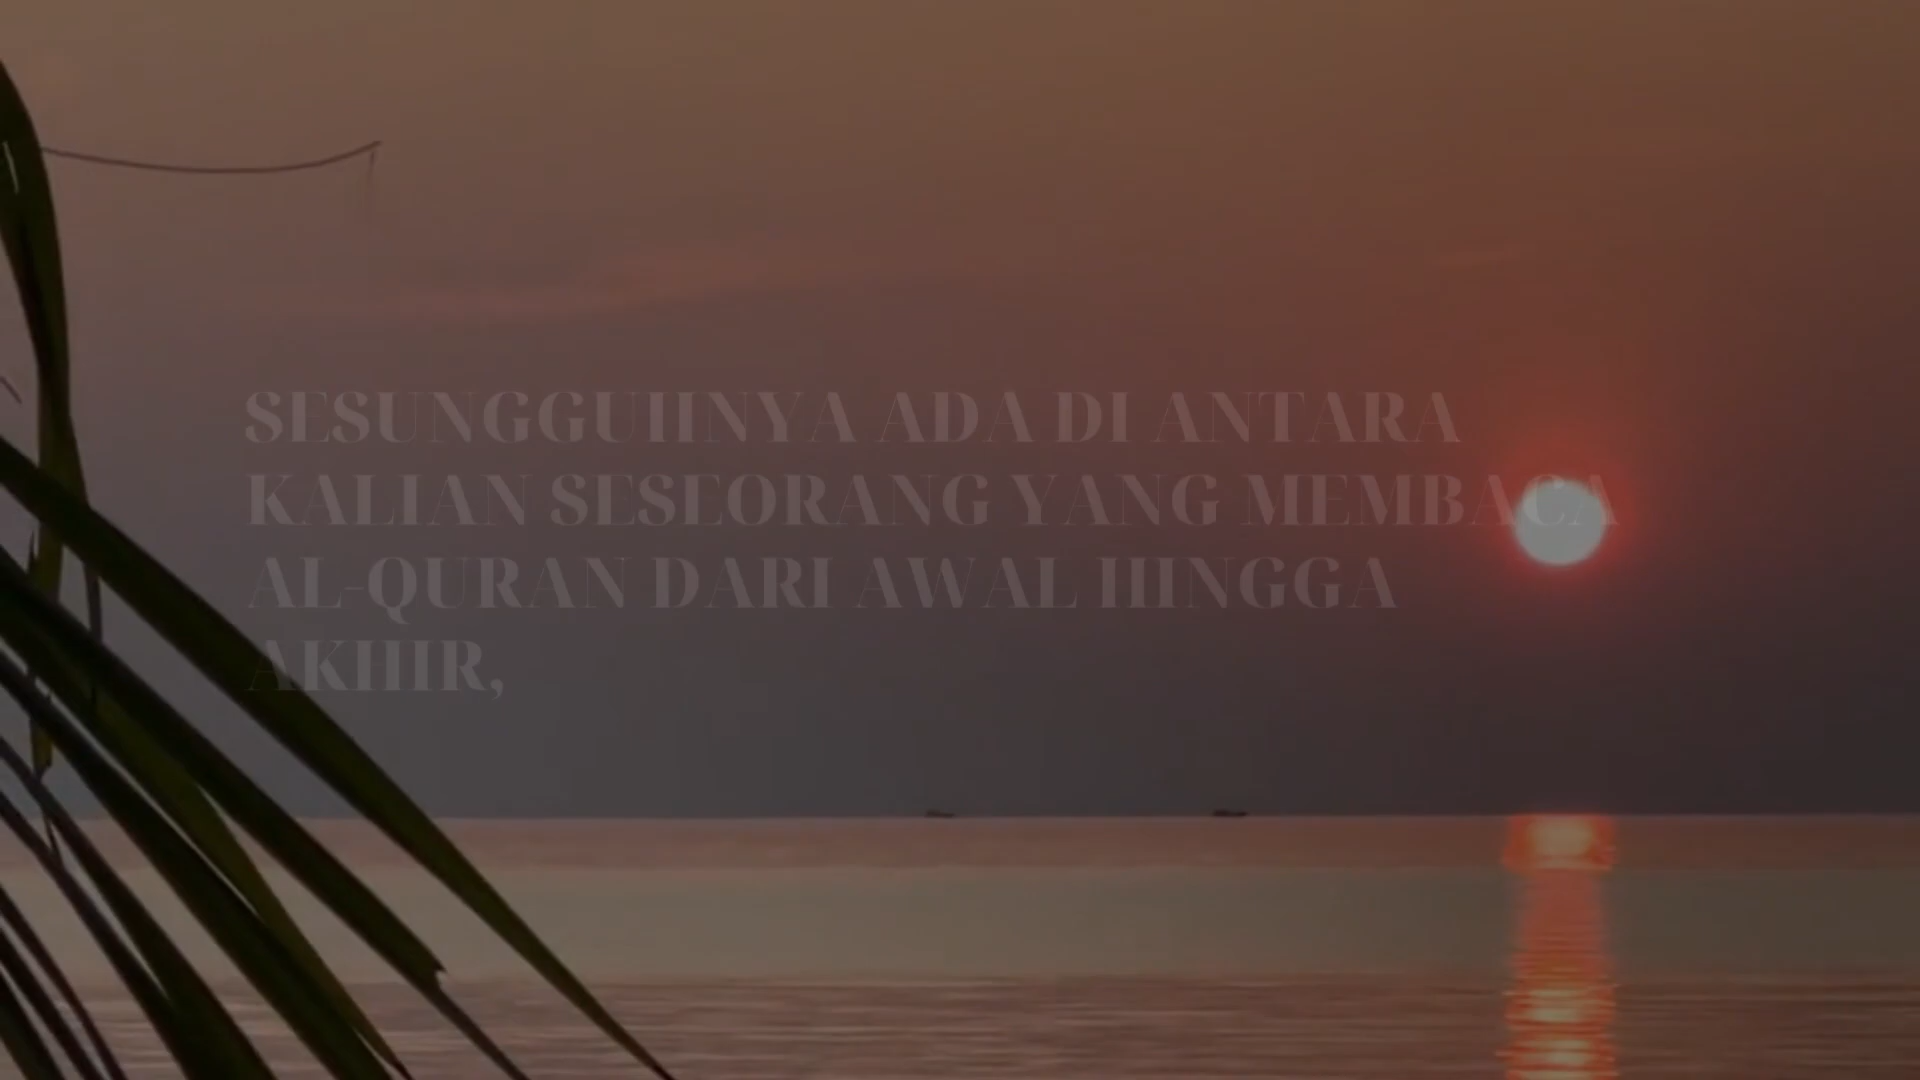 SESUNGGUHNYA ADA DI ANTARA
KALIAN SESEORANG YANG MEMBACA
AL-QURAN DARI AWAL HINGGA
AKHIR,